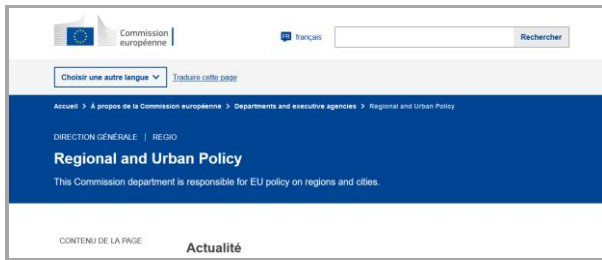 Commission
européenne
FR français
Rechercher
Choisir une autre langue
Traduire cette page
Accueil > À propos de la Commission européenne > Departments and executive agencies > Regional and Urban Policy
DIRECTION GÉNÉRALE | REGIO
Regional and Urban Policy
This Commission department is responsible for EU policy on regions and cities.
CONTENU DE LA PAGE
Actualité